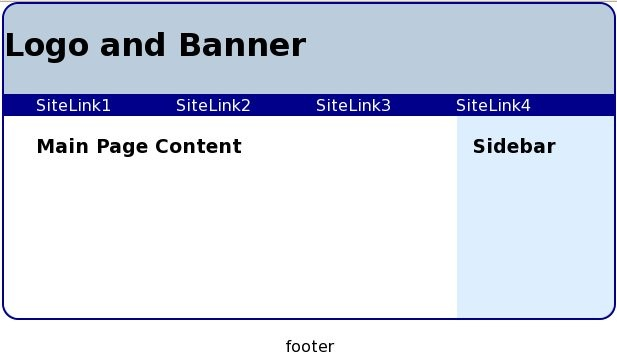 Logo and Banner
SiteLink1 SiteLink2 SiteLink3 SiteLink4
Main Page Content
Sidebar
footer